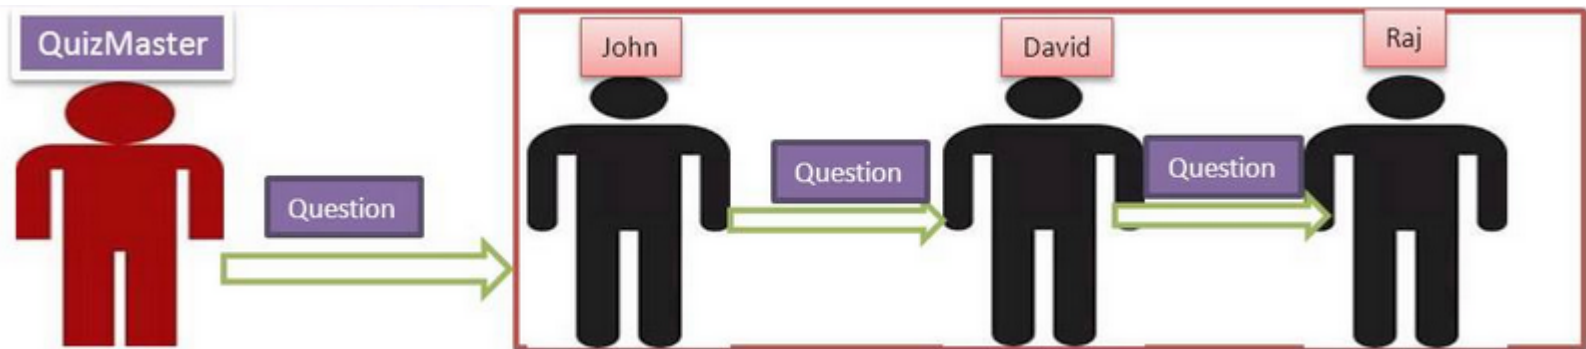 QuizMaster
John
David
Raj
Question
Question
Question